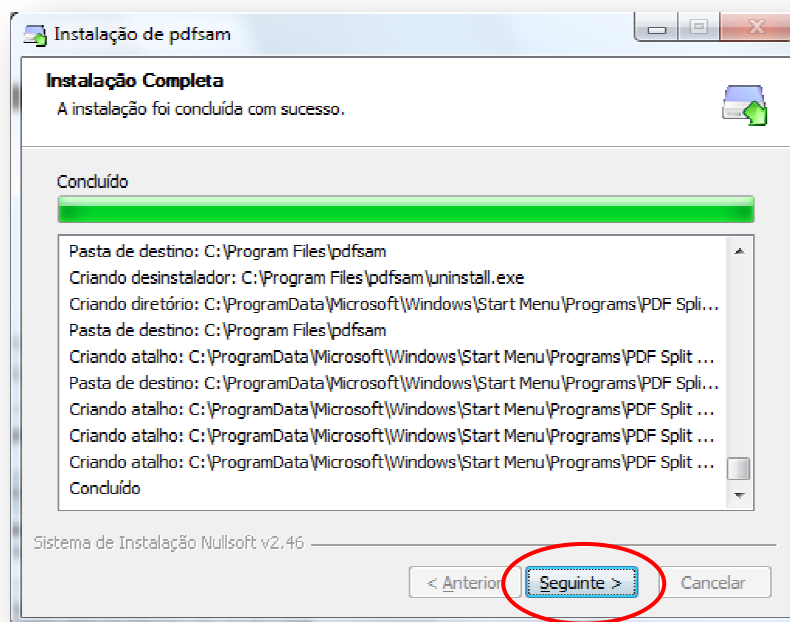 Instalação de pdfsam
Instalação Completa
A instalação foi concluída com sucesso.
Concluído
Pasta de destino: C:\Program Files\pdfsam
Criando desinstalador: C:\Program Files\pdfsam\uninstall.exe
Criando diretório: C:\ProgramData\Microsoft\Windows\Start Menu\Programs\PDF Spli...
Pasta de destino: C:\Program Files\pdfsam
Criando atalho: C:\ProgramData\Microsoft\Windows\Start Menu\Programs\PDF Split ...
Pasta de destino: C:\ProgramData\Microsoft\Windows\Start Menu\Programs\PDF Spli...
Criando atalho: C:\ProgramData\Microsoft\Windows\Start Menu\Programs\PDF Split ...
Criando atalho: C:\ProgramData\Microsoft\Windows\Start Menu\Programs\PDF Split ...
Criando atalho: C:\ProgramData\Microsoft\Windows\Start Menu\Programs\PDF Split ...
Concluído
Sistema de Instalação Nullsoft v2.46
< Anterior Seguinte > Cancelar